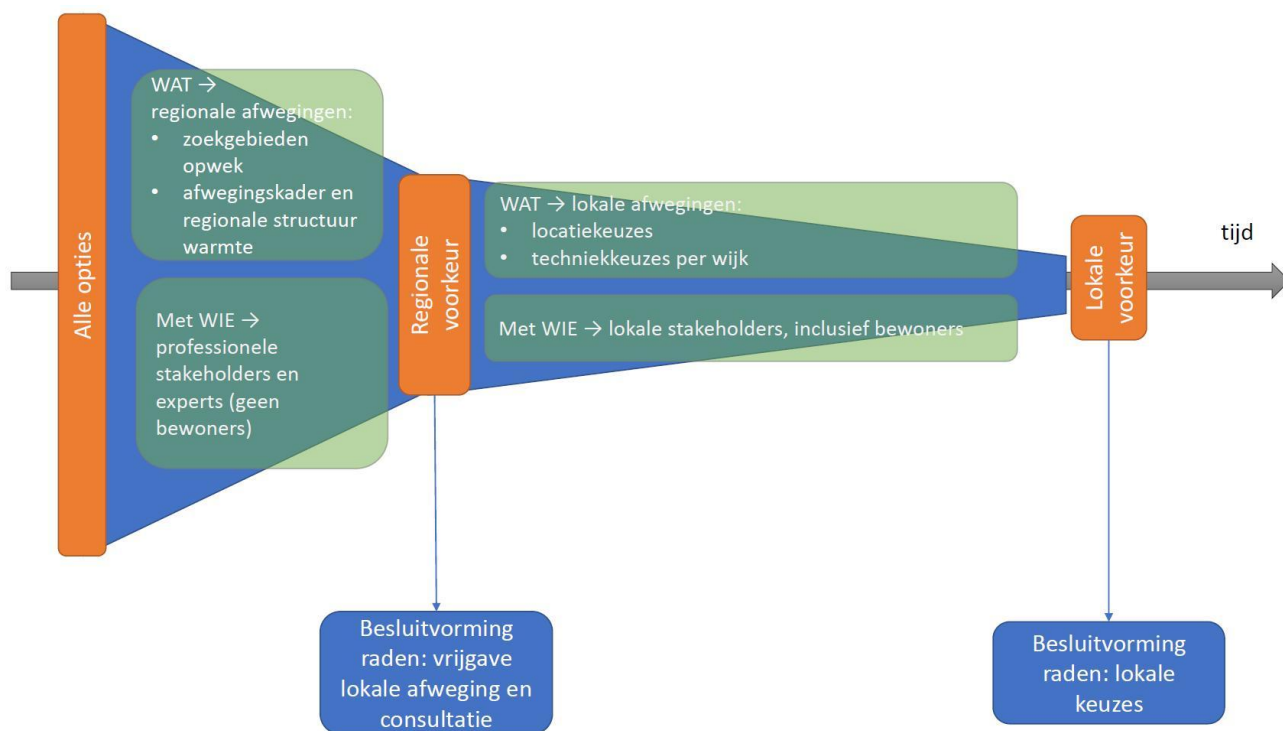 Alle opties
WAT →
regionale afwegingen:
• zoekgebieden
opwek
• afwegingskader en
regionale structuur
warmte
Met WIE →
professionele
stakeholders en
experts (geen
bewoners)
Regionale
voorkeur
WAT → lokale afwegingen:
• locatiekeuzes
• techniekkeuzes per wijk
Met WIE → lokale stakeholders, inclusief bewoners
Lokale
voorkeur
tijd
Besluitvorming
raden: vrijgave
lokale afweging en
consultatie
Besluitvorming
raden: lokale
keuzes